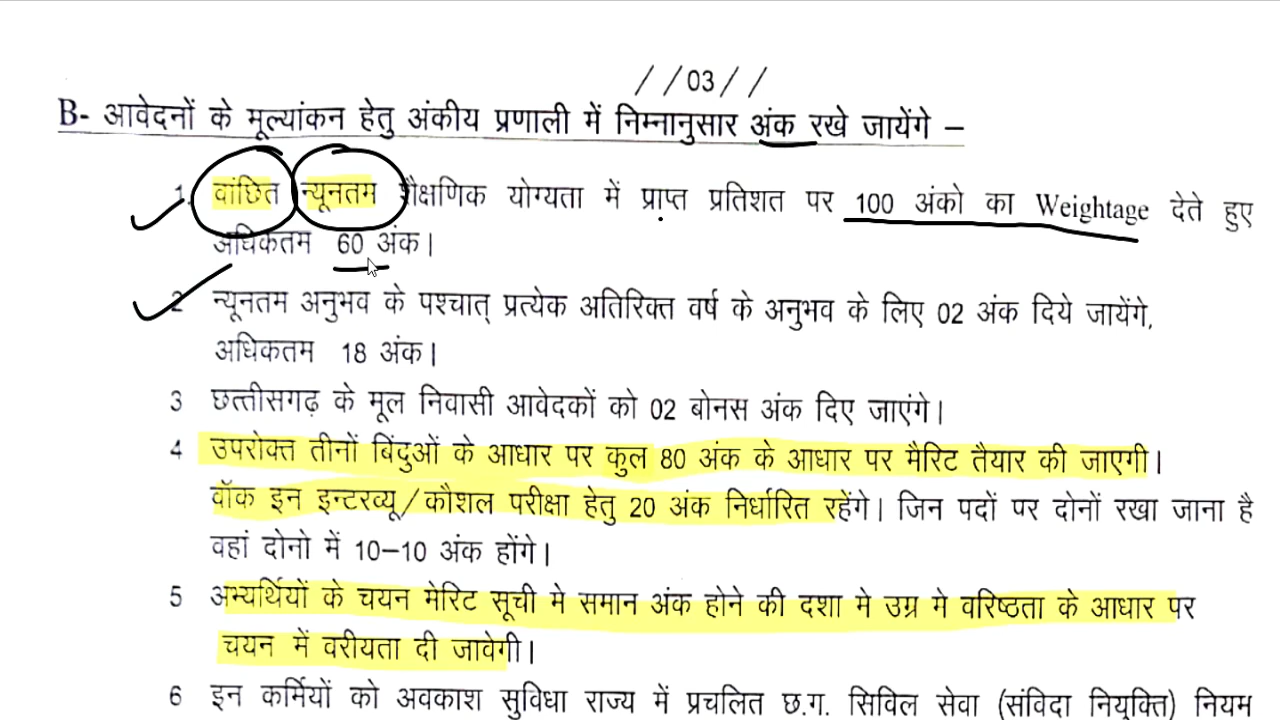 //03//
B- आवेदनों के मूल्यांकन हेतु अंकीय प्रणाली में निम्नानुसार अंक रखे जायेंगे –
1. वांछित न्यूनतम शैक्षणिक योग्यता में प्राप्त प्रतिशत पर 100 अंको का Weightage देते हुए
अधिकतम 60 अंक।
2 न्यूनतम अनुभव के पश्चात् प्रत्येक अतिरिक्त वर्ष के अनुभव के लिए 02 अंक दिये जायेंगे,
अधिकतम 18 अंक।
3 छत्तीसगढ़ के मूल निवासी आवेदकों को 02 बोनस अंक दिए जाएंगे।
4 उपरोक्त तीनों बिंदुओं के आधार पर कुल 80 अंक के आधार पर मैरिट तैयार की जाएगी।
वॉक इन इन्टरव्यू/कौशल परीक्षा हेतु 20 अंक निर्धारित रहेंगे। जिन पदों पर दोनों रखा जाना है
वहां दोनो में 10–10 अंक होंगे।
5 अभ्यर्थियों के चयन मेरिट सूची मे समान अंक होने की दशा मे उम्र मे वरिष्ठता के आधार पर
चयन में वरीयता दी जावेगी।
6 इन कर्मियों को अवकाश सुविधा राज्य में प्रचलित छ.ग. सिविल सेवा (संविदा नियुक्ति) नियम